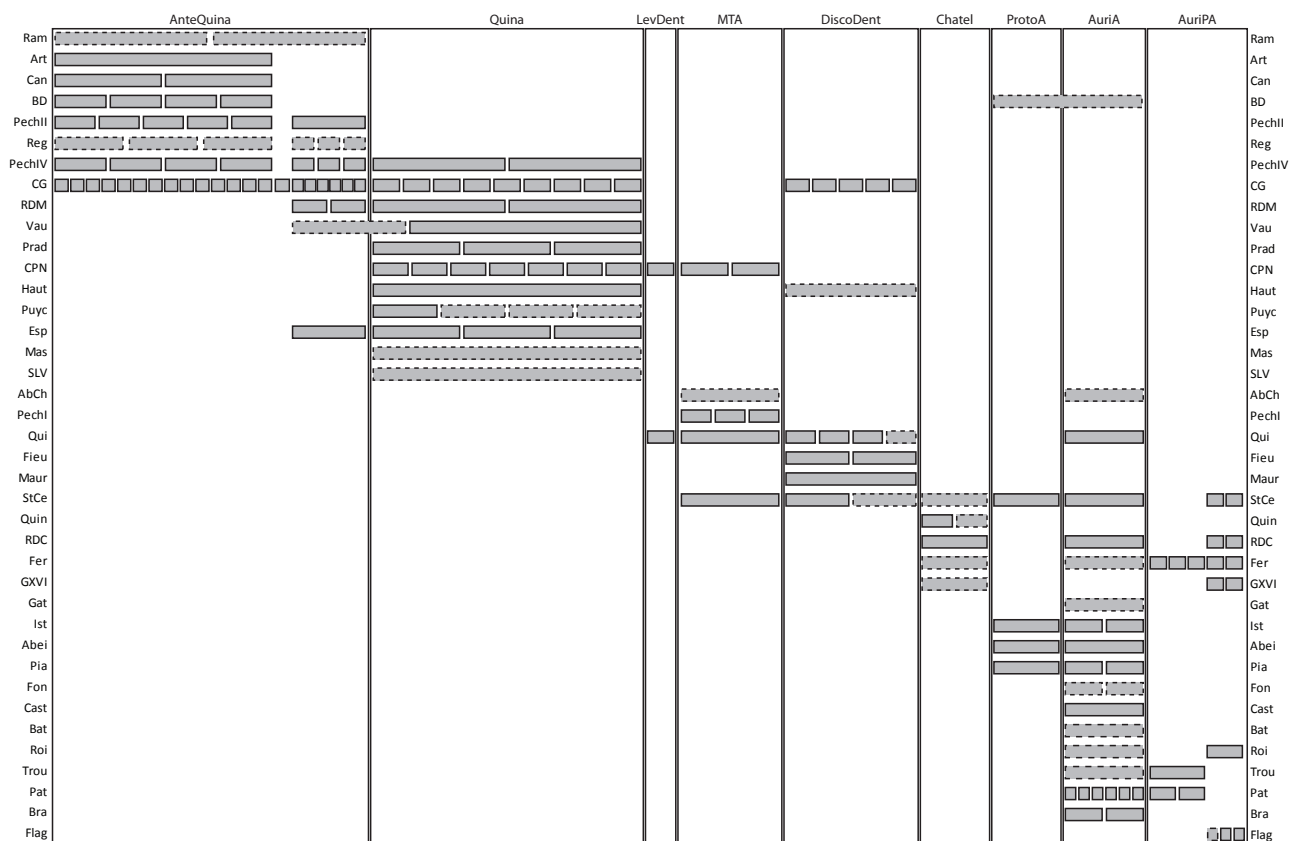 AnteQuina Quina LevDent MTA DiscoDent Chatel ProtoA AuriA AuriPA
Ram Ram
Art Art
Can Can
BD BD
PechII PechII
Reg Reg
PechIV PechIV
CG CG
RDM RDM
Vau Vau
Prad Prad
CPN CPN
Haut Haut
Puyc Puyc
Esp Esp
Mas Mas
SLV SLV
AbCh AbCh
PechI PechI
Qui Qui
Fieu Fieu
Maur Maur
StCe StCe
Quin Quin
RDC RDC
Fer Fer
GXVI GXVI
Gat Gat
Ist Ist
Abei Abei
Pia Pia
Fon Fon
Cast Cast
Bat Bat
Roi Roi
Trou Trou
Pat Pat
Bra Bra
Flag Flag